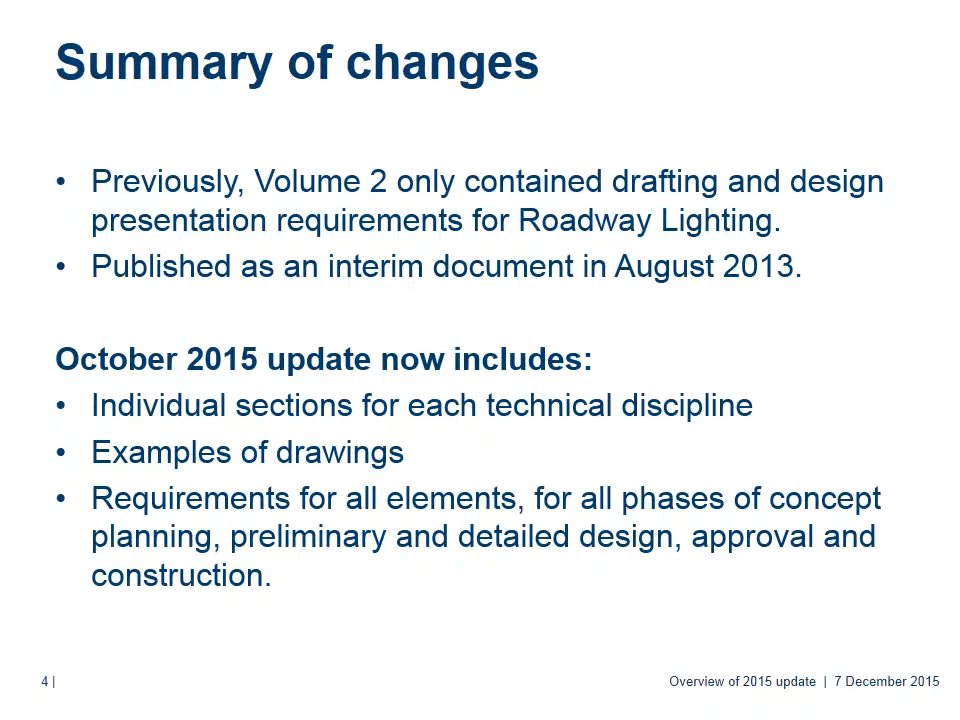 Summary of changes
• Previously, Volume 2 only contained drafting and design
presentation requirements for Roadway Lighting.
• Published as an interim document in August 2013.
October 2015 update now includes:
• Individual sections for each technical discipline
• Examples of drawings
• Requirements for all elements, for all phases of concept
planning, preliminary and detailed design, approval and
construction.
4 |
Overview of 2015 update | 7 December 2015